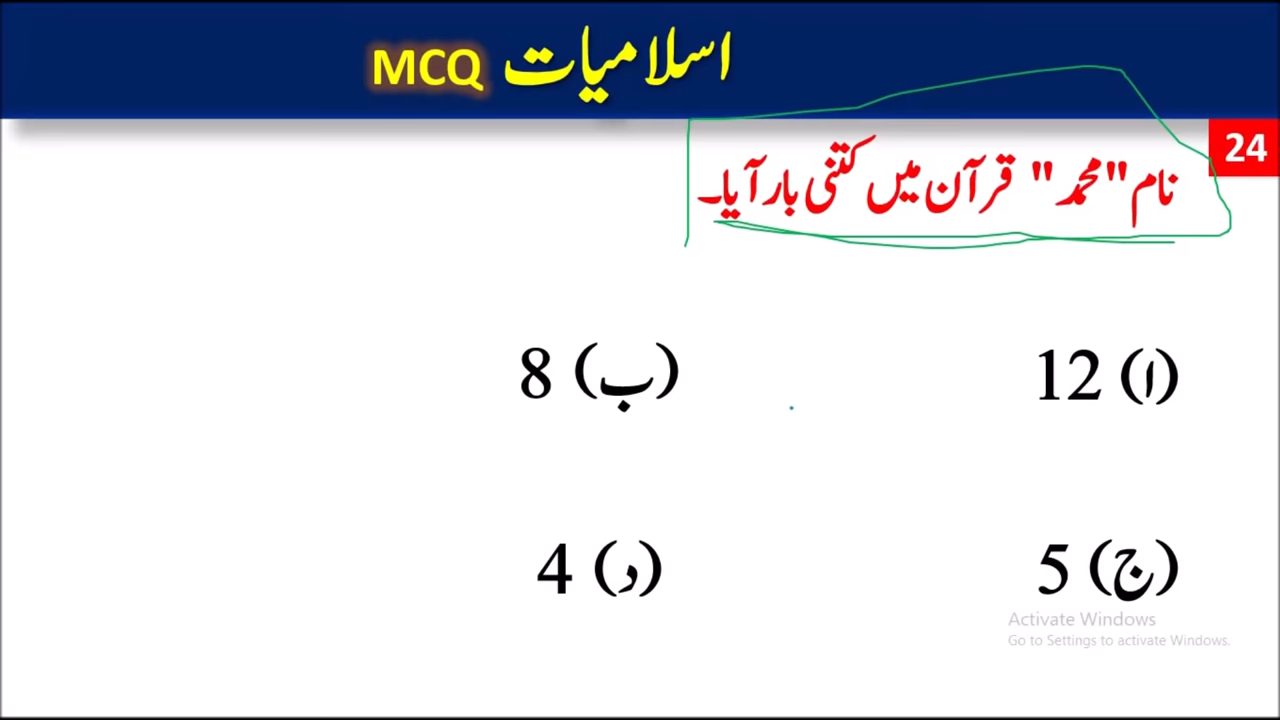 اسلامیات MCQ
24
نام "محمد" قرآن میں کتنی بار آیا۔
(ا) 12
(ب) 8
(ج) 5
(د) 4
Activate Windows
Go to Settings to activate Windows.